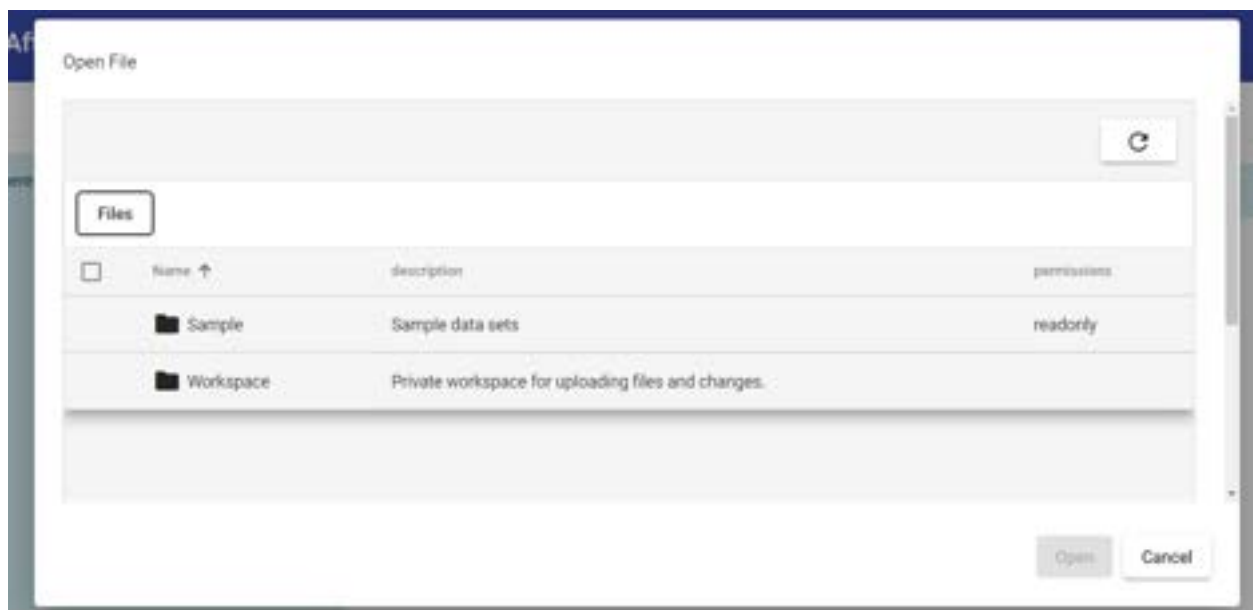 Af
Open File
Files
Name description permissions
Sample Sample data sets readonly
Workspace Private workspace for uploading files and changes.
Open Cancel